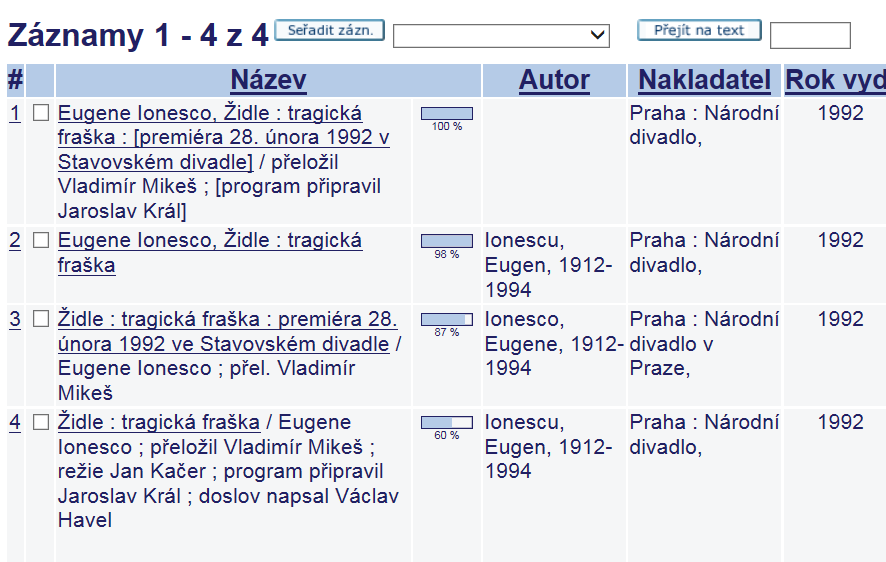 Záznamy 1 - 4 z 4 Seřadit zázn. Přejít na text
# Název Autor Nakladatel Rok vyd
1 Eugene Ionesco, Židle : tragická 100 % Praha : Národní 1992
fraška : [premiéra 28. února 1992 v divadlo,
Stavovském divadle] / přeložil
Vladimír Mikeš ; [program připravil
Jaroslav Král]
2 Eugene Ionesco, Židle : tragická 98 % Ionescu, Praha : Národní 1992
fraška Eugen, 1912- divadlo,
1994
3 Židle : tragická fraška : premiéra 28. 87 % Ionesco, Praha : Národní 1992
února 1992 ve Stavovském divadle / Eugene, 1912- divadlo v
Eugene Ionesco ; přel. Vladimír 1994 Praze,
Mikeš
4 Židle : tragická fraška / Eugene 60 % Ionescu, Praha : Národní 1992
Ionesco ; přeložil Vladimír Mikeš ; Eugen, 1912- divadlo,
režie Jan Kačer ; program připravil 1994
Jaroslav Král ; doslov napsal Václav
Havel